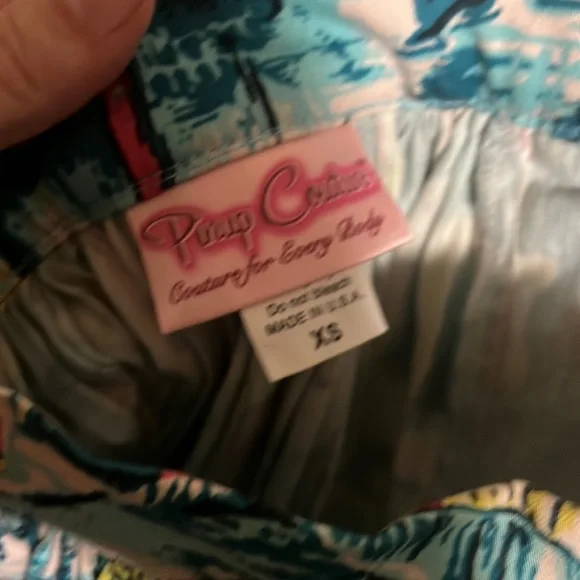 Pinup Couture
Couture for Every Body
Do not bleach
MADE IN U.S.A.
XS